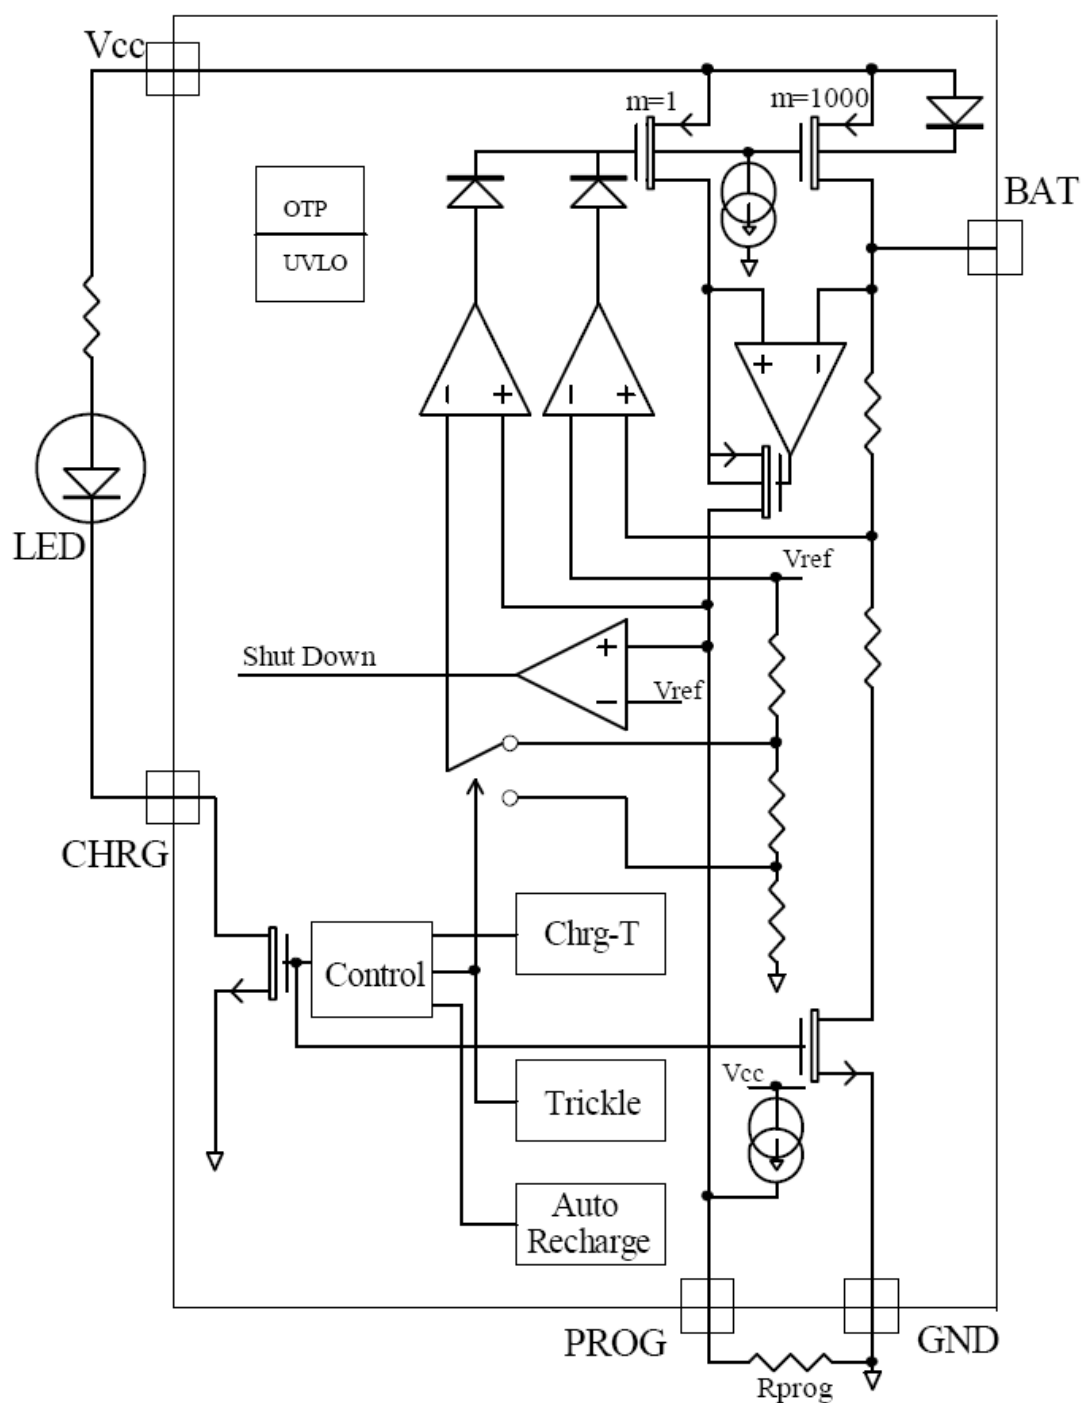 Vcc
m=1
m=1000
BAT
OTP
UVLO
+
+
+
LED
Vref
Shut Down
+
Vref
CHRG
Chrg-T
Control
Vcc
Trickle
Auto
Recharge
PROG
GND
Rprog